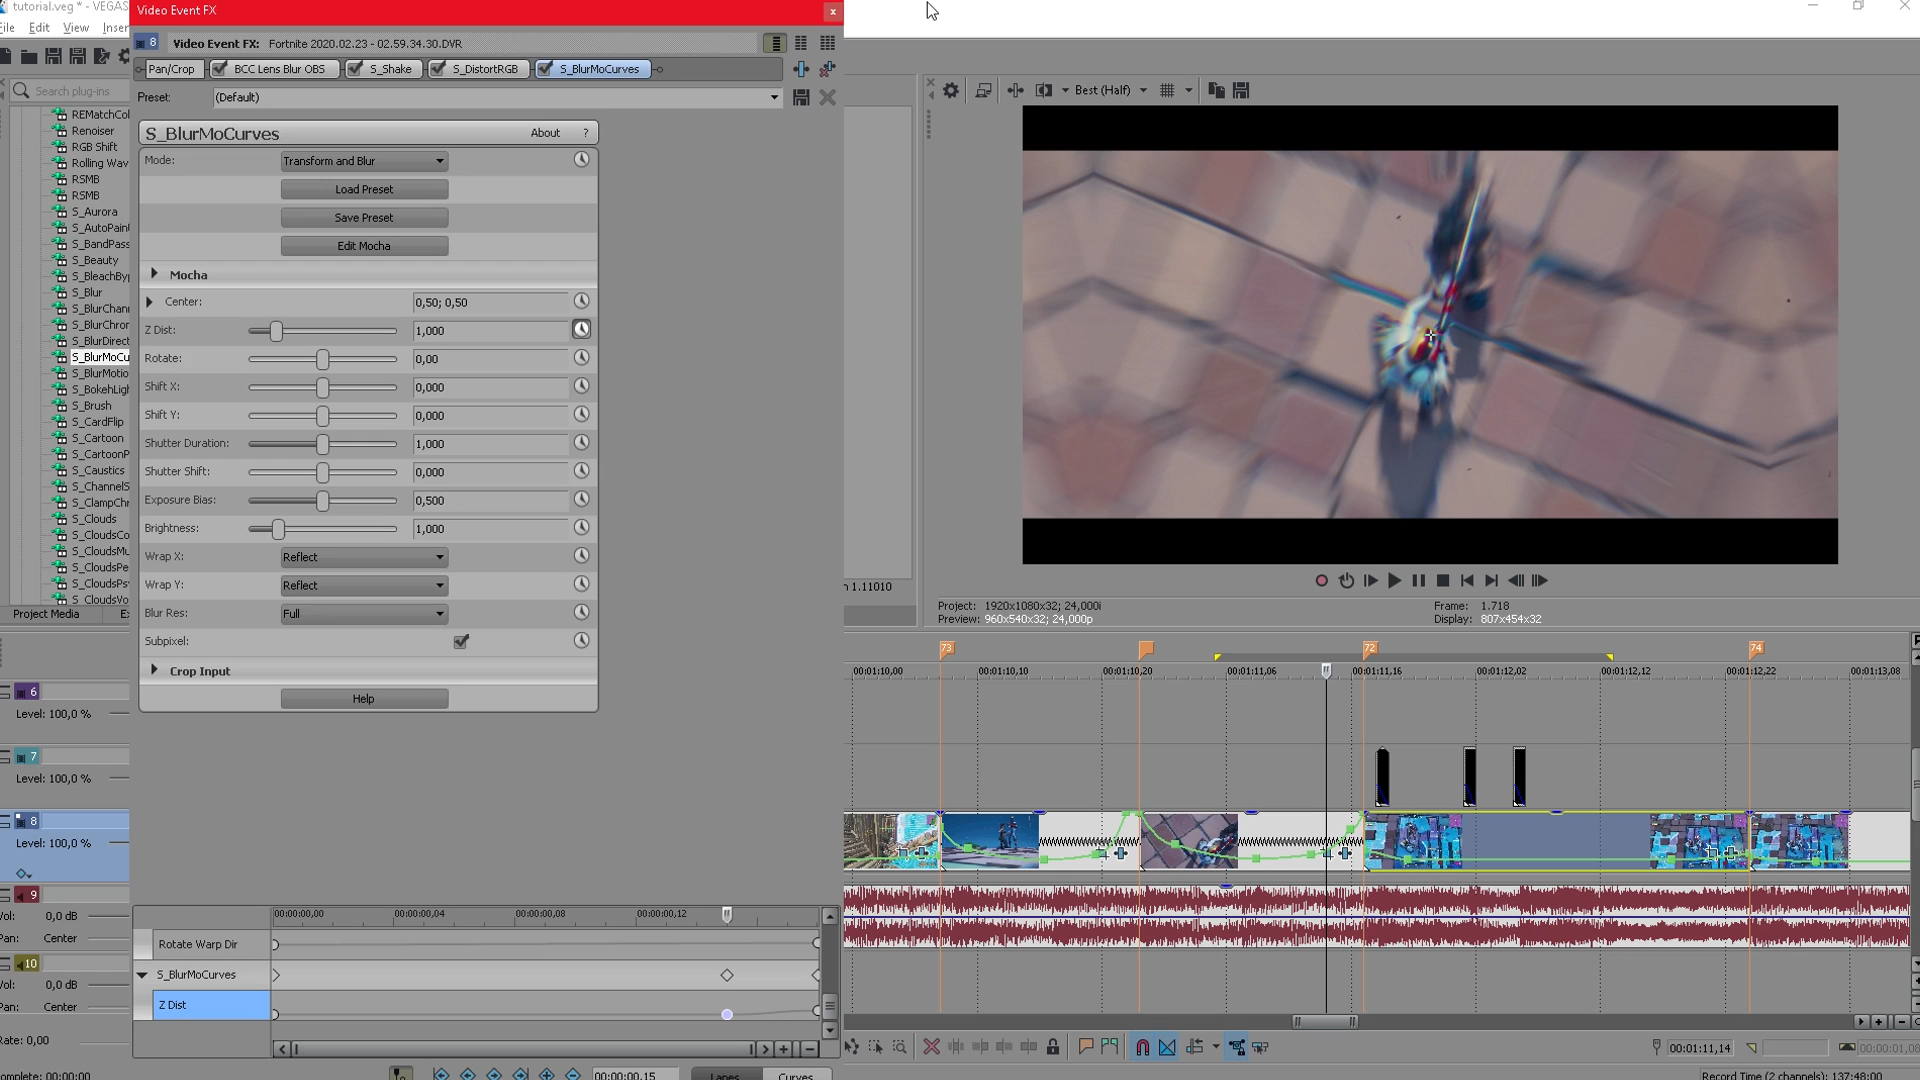 tutorial.veg * - VEGAS
Video Event FX
File
Edit
View
Inser
Video Event FX: Fortnite 2020.02.23 - 02.59.34.30.DVR
8
Pan/Crop
BCC Lens Blur OBS
S_Shake
S_DistortRGB
S_BlurMoCurves
Search plug-ins
Preset:
(Default)
Best (Half)
REMatchCol
Renoiser
RGB Shift
Rolling Wav
RSMB
RSMB
S_Aurora
S_AutoPain
S_BandPass
S_Beauty
S_BleachByp
S_Blur
S_BlurChan
S_BlurChror
S_BlurDirect
S_BlurMoCu
S_BlurMotio
S_BokehLigh
S_Brush
S_CardFlip
S_Cartoon
S_CartoonP
S_Caustics
S_ChannelS
S_ClampChr
S_Clouds
S_CloudsCo
S_CloudsMu
S_CloudsPe
S_CloudsPsy
S_CloudsVo
Project Media
E:
S_BlurMoCurves
About ?
Mode: Transform and Blur
Load Preset
Save Preset
Edit Mocha
Mocha
Center: 0,50; 0,50
Z Dist: 1,000
Rotate: 0,00
Shift X: 0,000
Shift Y: 0,000
Shutter Duration: 1,000
Shutter Shift: 0,000
Exposure Bias: 0,500
Brightness: 1,000
Wrap X: Reflect
Wrap Y: Reflect
Blur Res: Full
Subpixel:
Crop Input
Help
n 1.11010
Project: 1920x1080x32; 24,000i
Preview: 960x540x32; 24,000p
Frame: 1.718
Display: 807x454x32
73
72
74
00:01:10,00
00:01:10,10
00:01:10,20
00:01:11,06
00:01:11,16
00:01:12,02
00:01:12,12
00:01:12,22
00:01:13,08
6
Level: 100,0 %
7
Level: 100,0 %
8
Level: 100,0 %
9
Vol: 0,0 dB
Pan: Center
10
Vol: 0,0 dB
Pan: Center
Rate: 0,00
00:00:00,00
00:00:00,04
00:00:00,08
00:00:00,12
Rotate Warp Dir
S_BlurMoCurves
Z Dist
00:00:00,15
Lanes
Curves
omplete: 00:00:00
00:01:11,14
00:00:01,08
Record Time (2 channels): 137:48:00